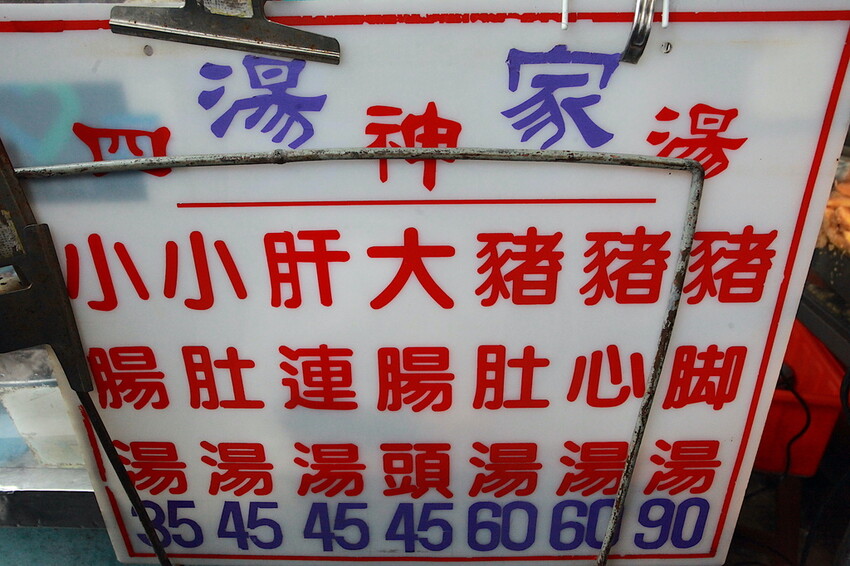 湯家
四神湯
小腸湯 35
小肚湯 45
肝連湯 45
大腸頭 45
豬肚湯 60
豬心湯 60
豬脚湯 90